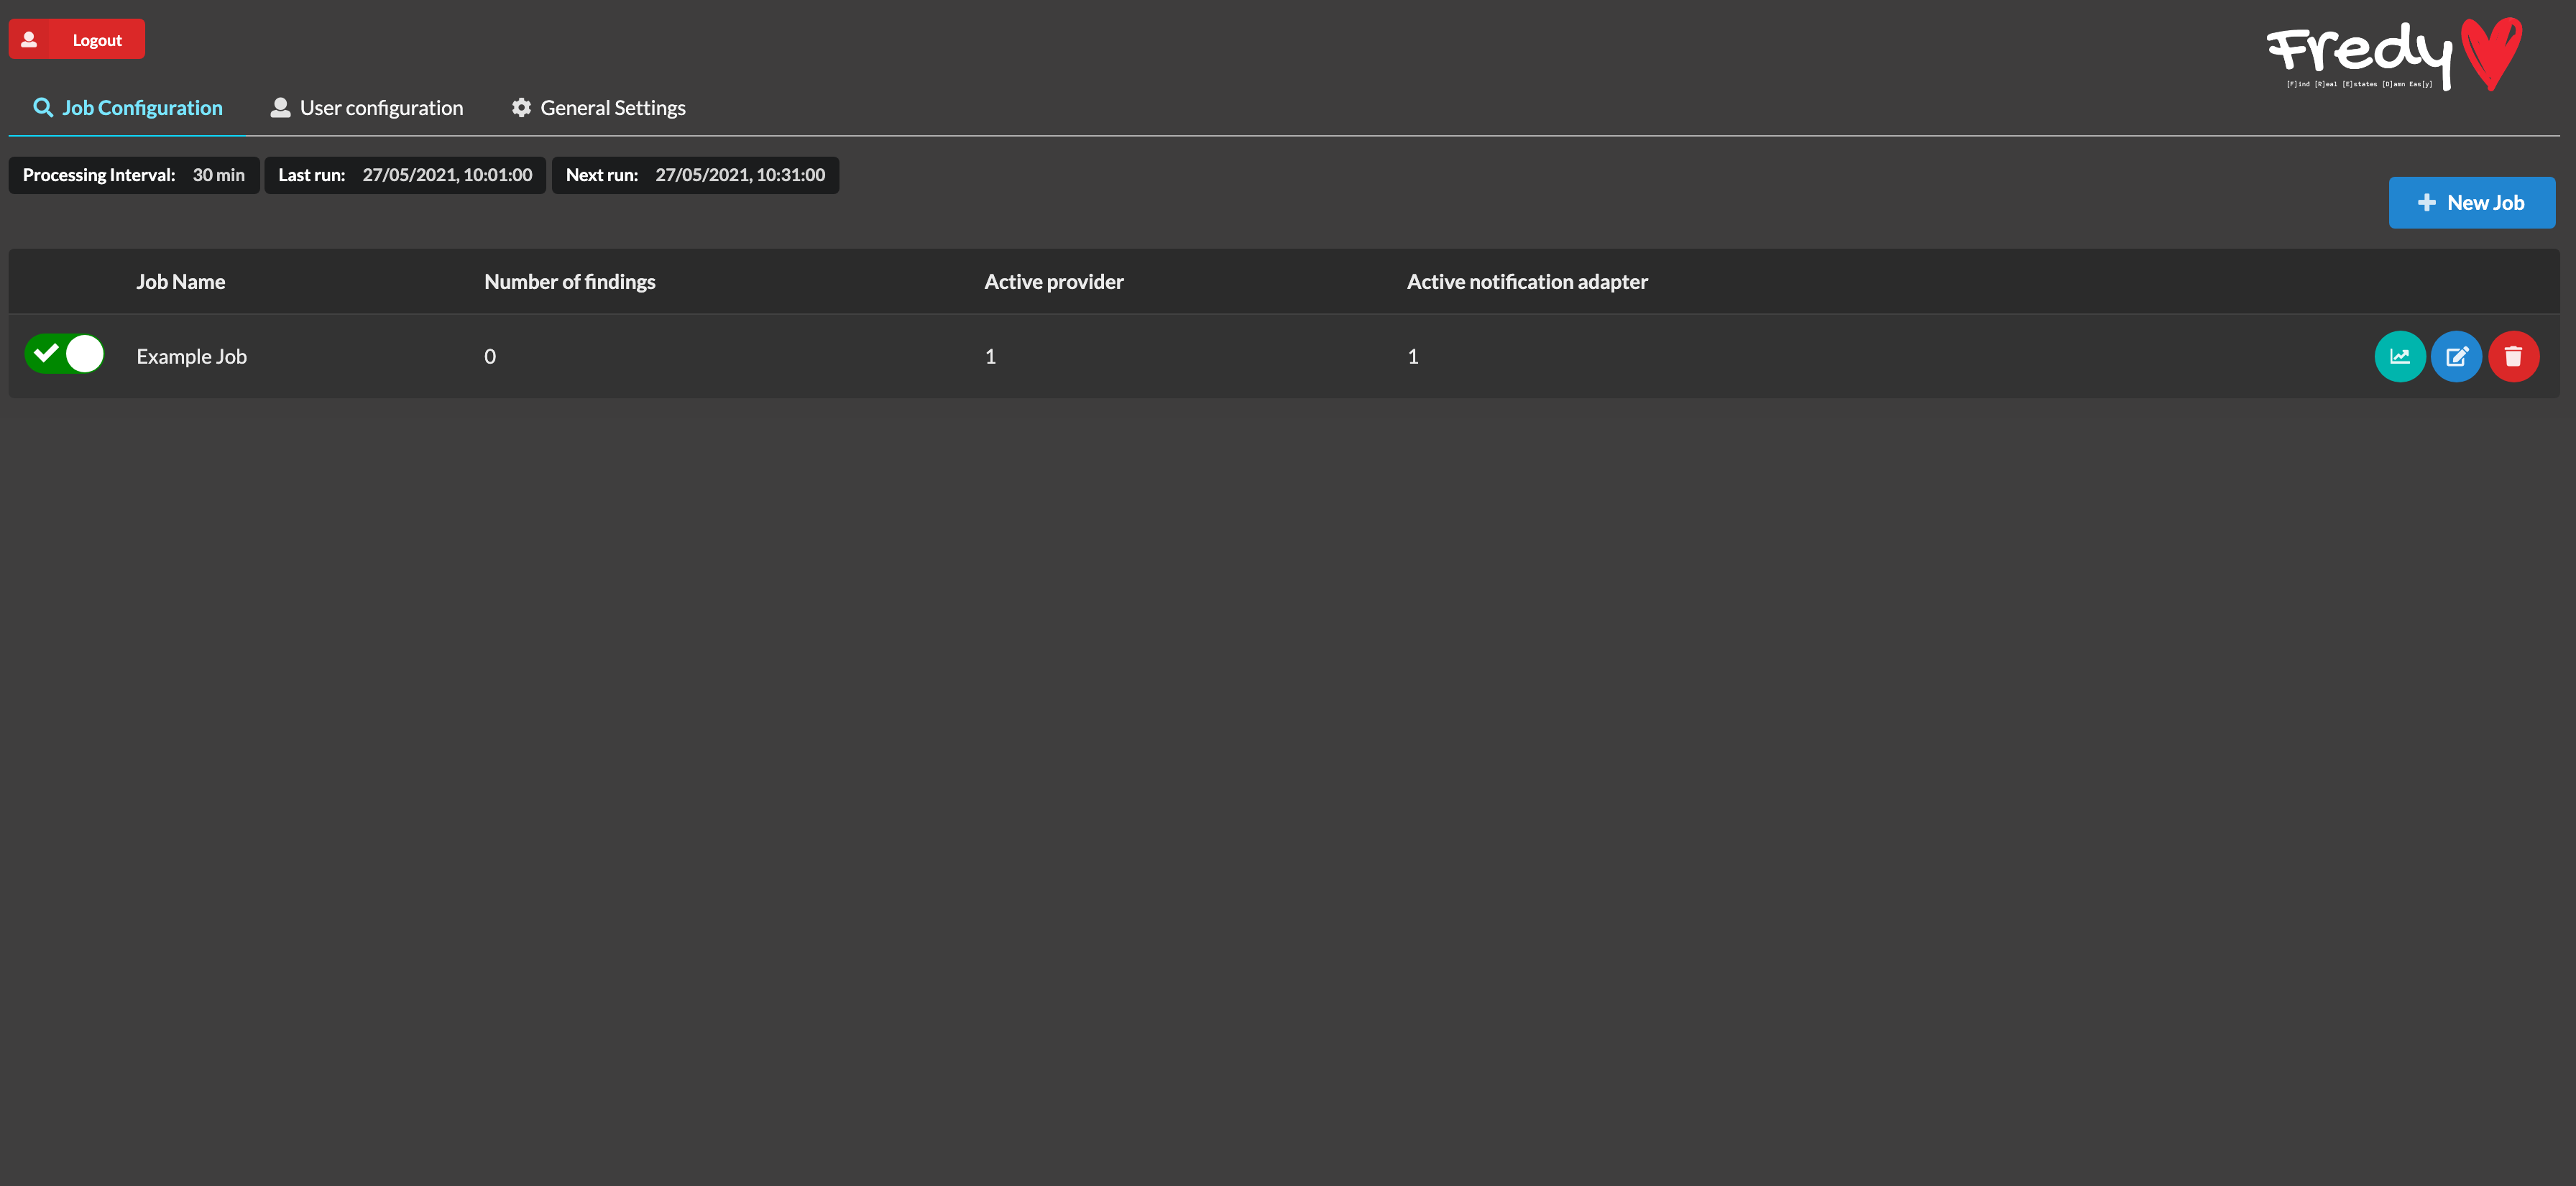 Logout
Fredy
[F]ind [R]eal [E]states [D]amn Eas[y]
Job Configuration User configuration General Settings
Processing Interval: 30 min Last run: 27/05/2021, 10:01:00 Next run: 27/05/2021, 10:31:00
New Job
Job Name Number of findings Active provider Active notification adapter
Example Job 0 1 1